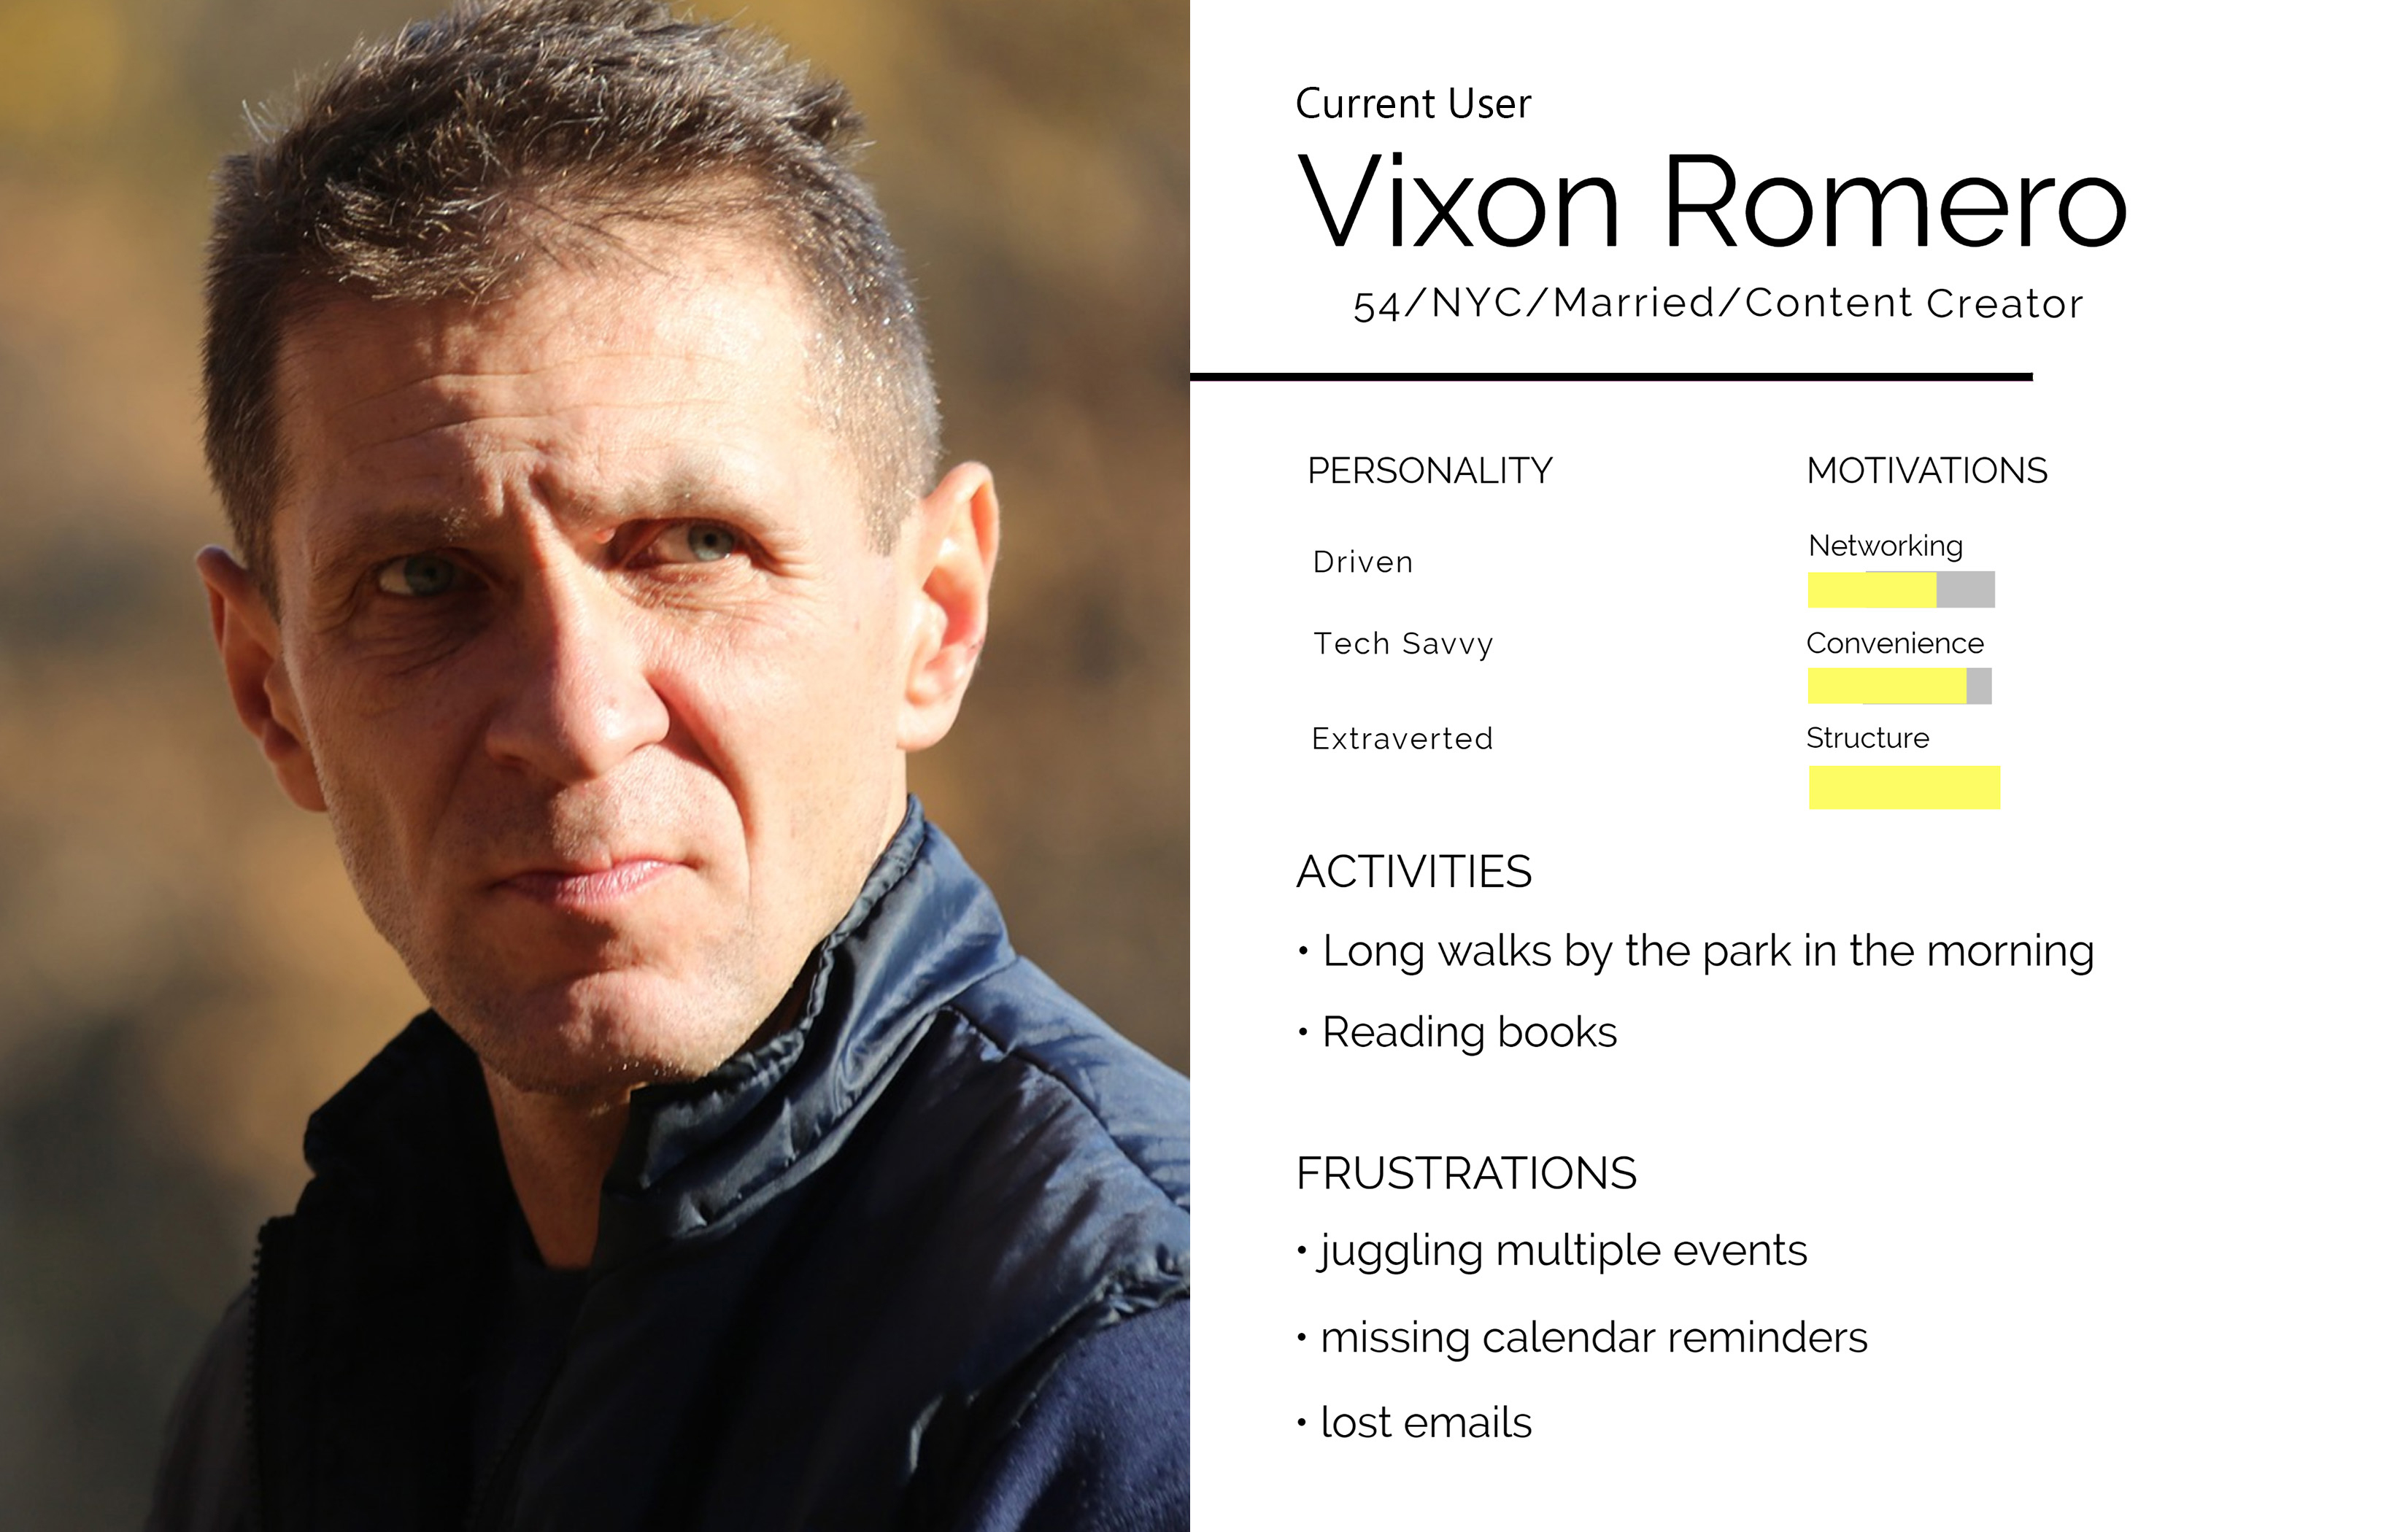 Current User
Vixon Romero
54/NYC/Married/Content Creator
PERSONALITY
Driven
Tech Savvy
Extraverted
MOTIVATIONS
Networking
Convenience
Structure
ACTIVITIES
• Long walks by the park in the morning
• Reading books
FRUSTRATIONS
• juggling multiple events
• missing calendar reminders
• lost emails